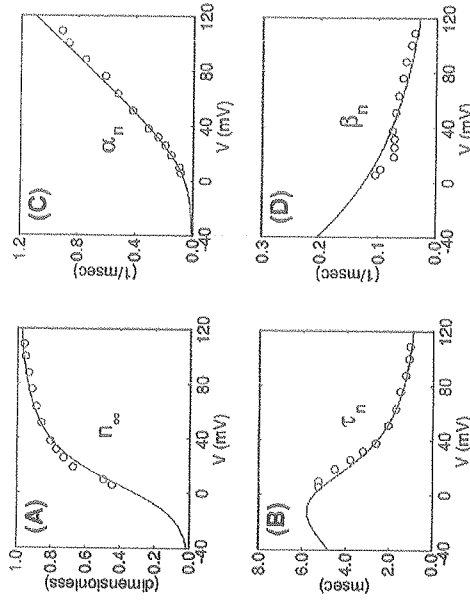 (A)
1.0
0.8
0.6
0.4
0.2
0.0
(dimensionless)
n∞
-40 0 40 80 120
V (mV)
(B)
8.0
6.0
4.0
2.0
0.0
(msec)
τn
-40 0 40 80 120
V (mV)
(C)
1.2
0.8
0.4
0.0
(1/msec)
αn
-40 0 40 80 120
V (mV)
(D)
0.3
0.2
0.1
0.0
(1/msec)
βn
-40 0 40 80 120
V (mV)